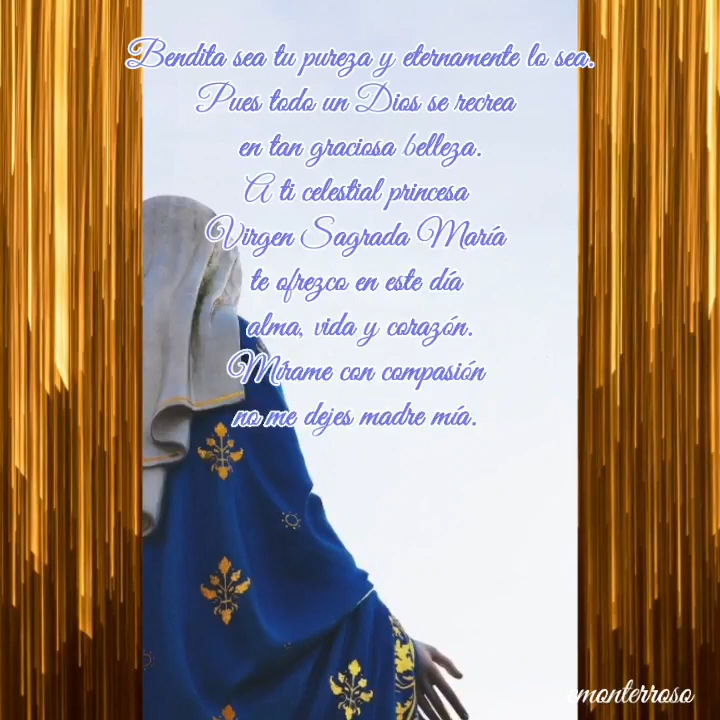 Bendita sea tu pureza y eternamente lo sea.
Pues todo un Dios se recrea
en tan graciosa belleza.
A ti celestial princesa
Virgen Sagrada María
te ofrezco en este día
alma, vida y corazón.
Mírame con compasión
no me dejes madre mía.
emonterroso